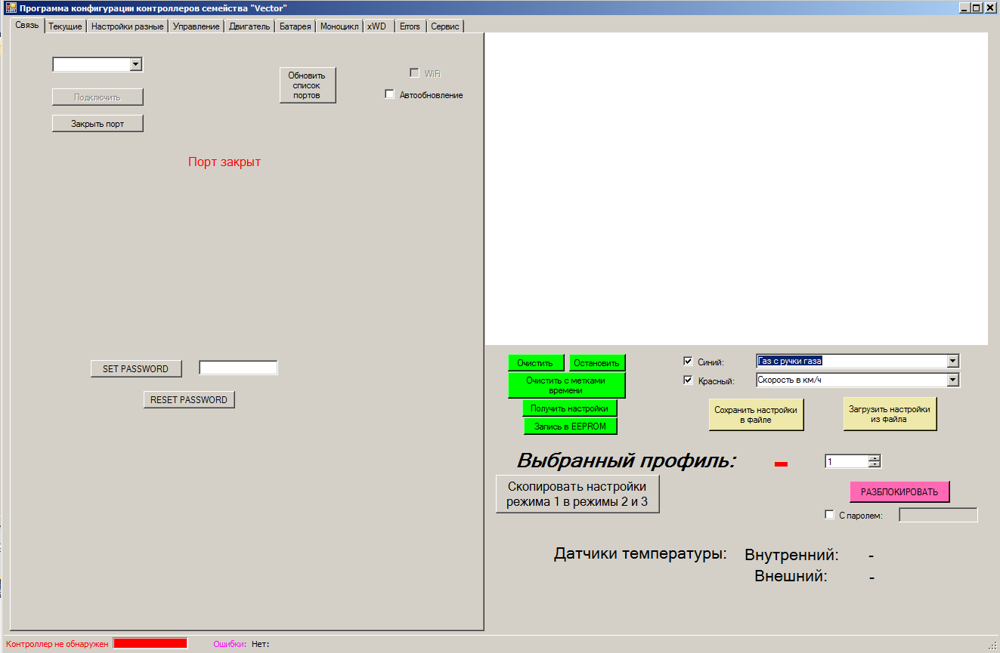 Программа конфигурации контроллеров семейства "Vector"
Связь Текущие Настройки разные Управление Двигатель Батарея Моноцикл xWD Errors Сервис
Подключить
Закрыть порт
Обновить
список
портов
WiFi
Автообновление
Порт закрыт
SET PASSWORD
RESET PASSWORD
Очистить Остановить
Очистить с метками
времени
Получить настройки
Запись в EEPROM
Синий: Газ с ручки газа
Красный: Скорость в км/ч
Сохранить настройки
в файле
Загрузить настройки
из файла
Выбранный профиль: - 1
Скопировать настройки
режима 1 в режимы 2 и 3
РАЗБЛОКИРОВАТЬ
С паролем:
Датчики температуры: Внутренний: -
Внешний: -
Контроллер не обнаружен Ошибки: Нет: